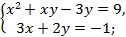 {x² + xy − 3y = 9,
3x + 2y = −1;